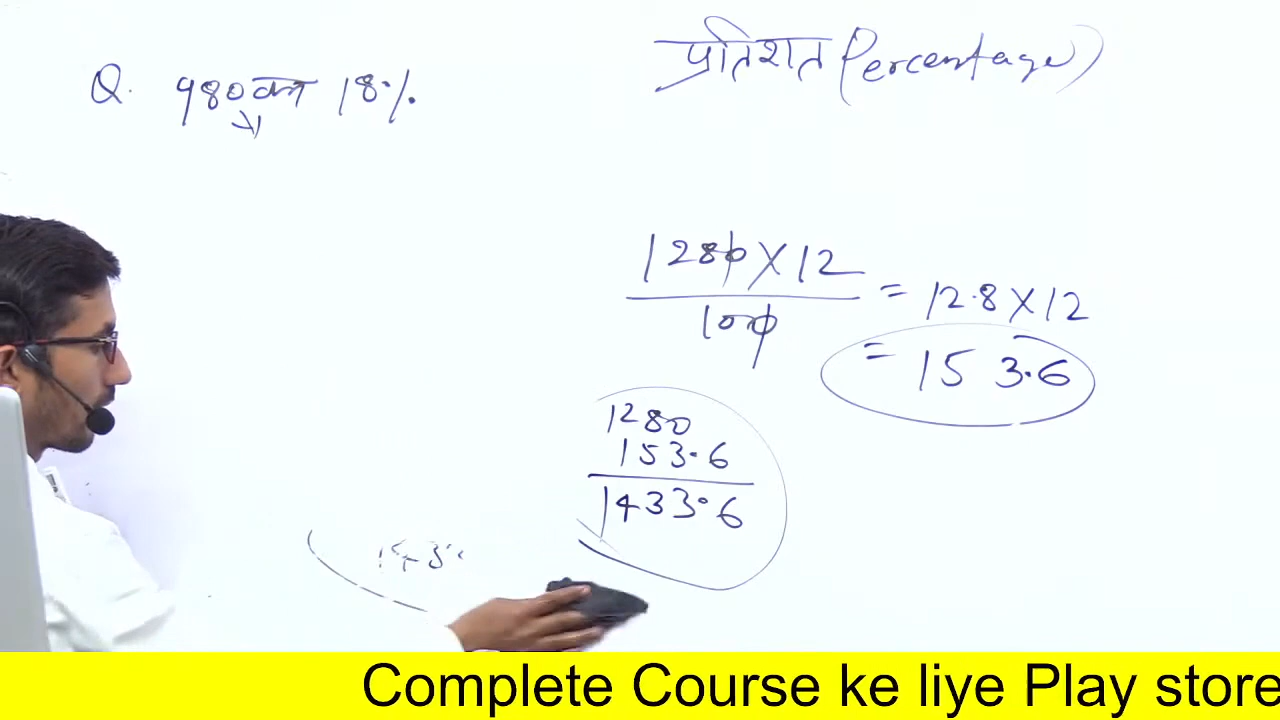 प्रतिशत (Percentage)
Q. 980 का 18%
में
1280 X 12
100
= 12.8 X 12
= 153.6
1280
153.6
1433.6
Complete Course ke liye Play store